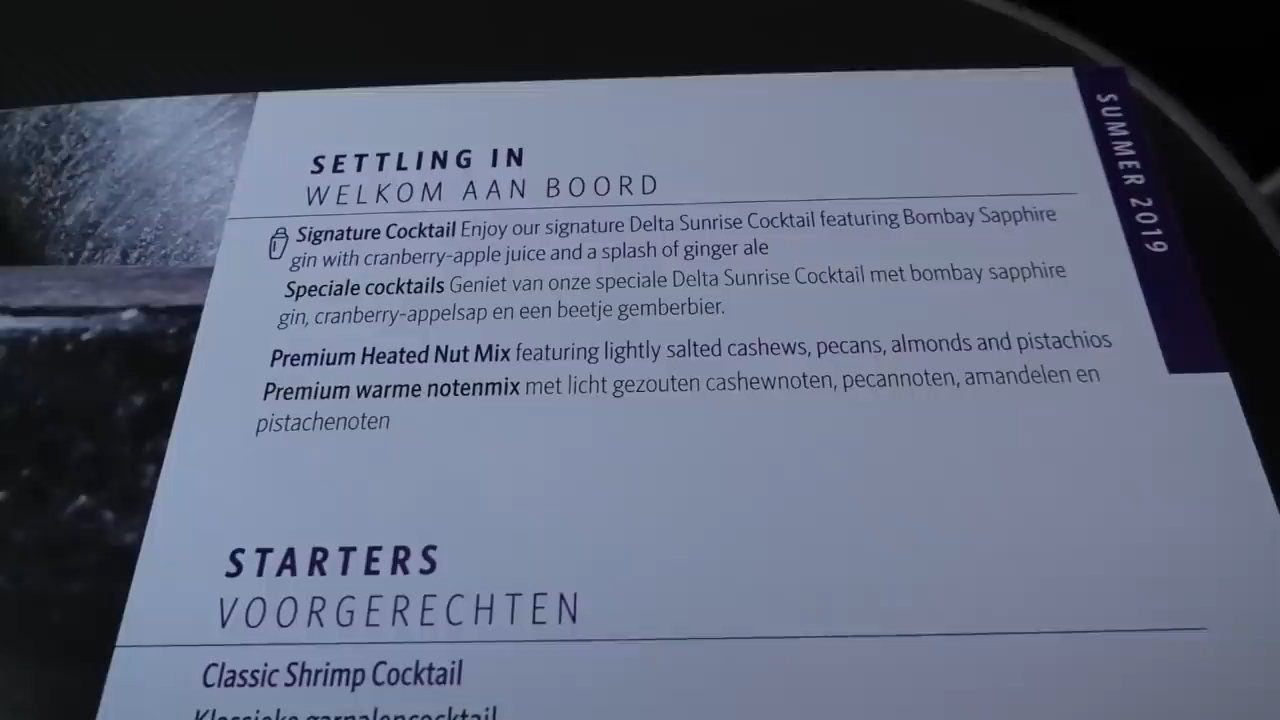 SUMMER 2019
SETTLING IN
WELKOM AAN BOORD
Signature Cocktail Enjoy our signature Delta Sunrise Cocktail featuring Bombay Sapphire
gin with cranberry-apple juice and a splash of ginger ale
Speciale cocktails Geniet van onze speciale Delta Sunrise Cocktail met bombay sapphire
gin, cranberry-appelsap en een beetje gemberbier.
Premium Heated Nut Mix featuring lightly salted cashews, pecans, almonds and pistachios
Premium warme notenmix met licht gezouten cashewnoten, pecannoten, amandelen en
pistachenoten
STARTERS
VOORGERECHTEN
Classic Shrimp Cocktail
Klassieke garnalencocktail